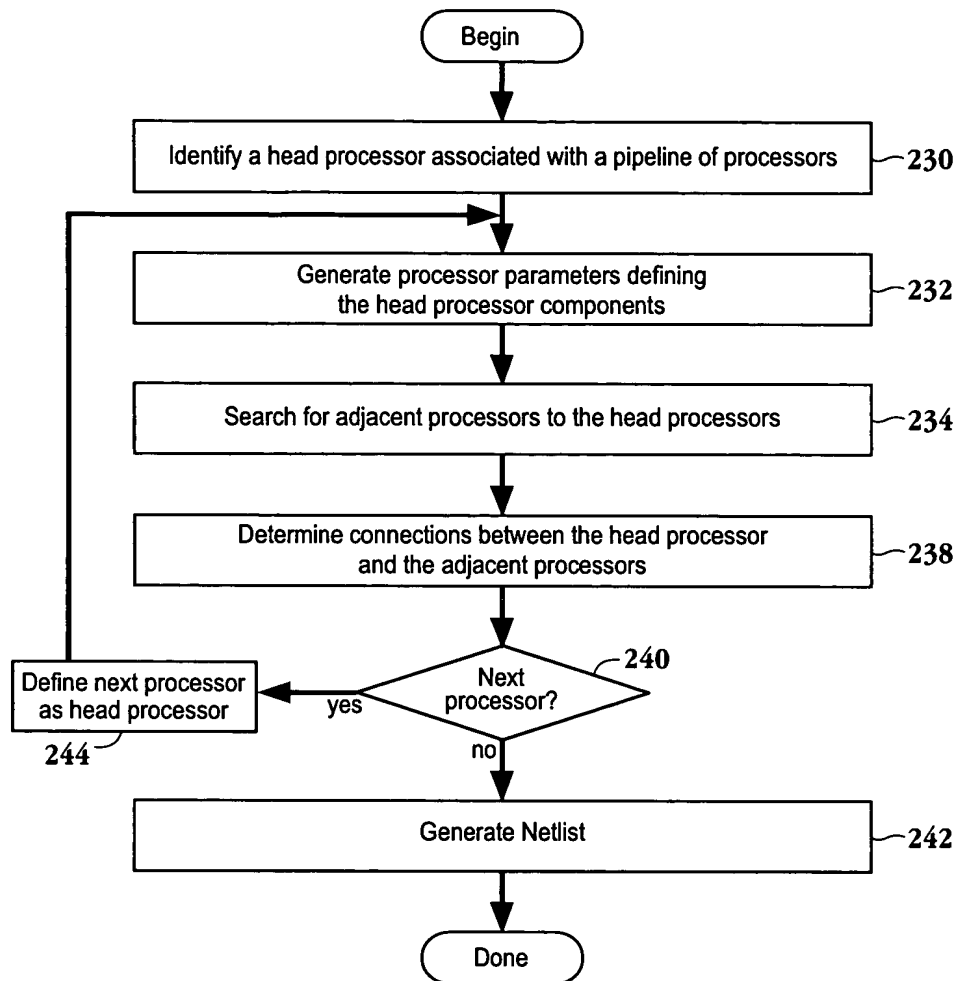 Begin
Identify a head processor associated with a pipeline of processors
230
Generate processor parameters defining
the head processor components
232
Search for adjacent processors to the head processors
234
Determine connections between the head processor
and the adjacent processors
238
Next
processor?
240
yes
Define next processor
as head processor
244
no
Generate Netlist
242
Done